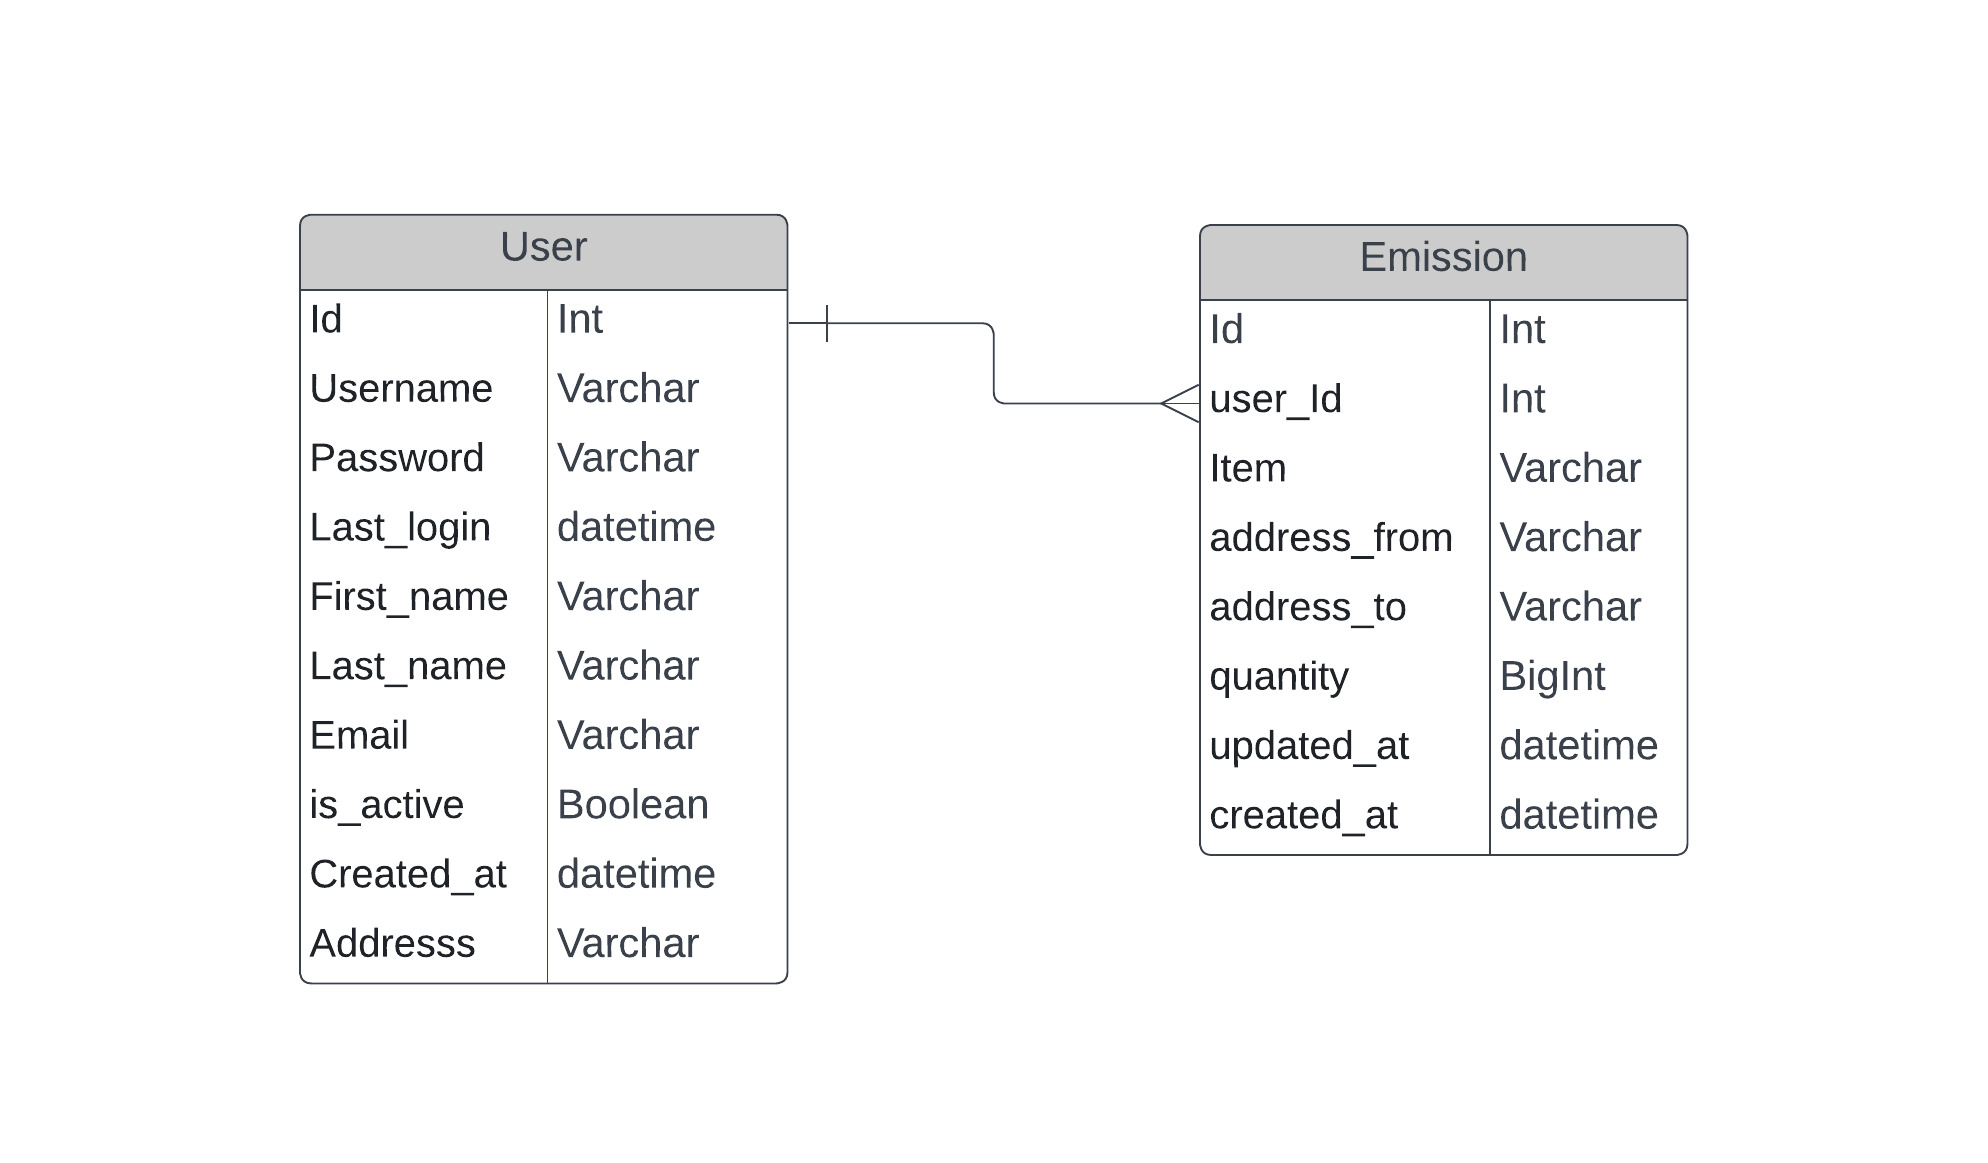 User
Id Int
Username Varchar
Password Varchar
Last_login datetime
First_name Varchar
Last_name Varchar
Email Varchar
is_active Boolean
Created_at datetime
Addresss Varchar
Emission
Id Int
user_Id Int
Item Varchar
address_from Varchar
address_to Varchar
quantity BigInt
updated_at datetime
created_at datetime